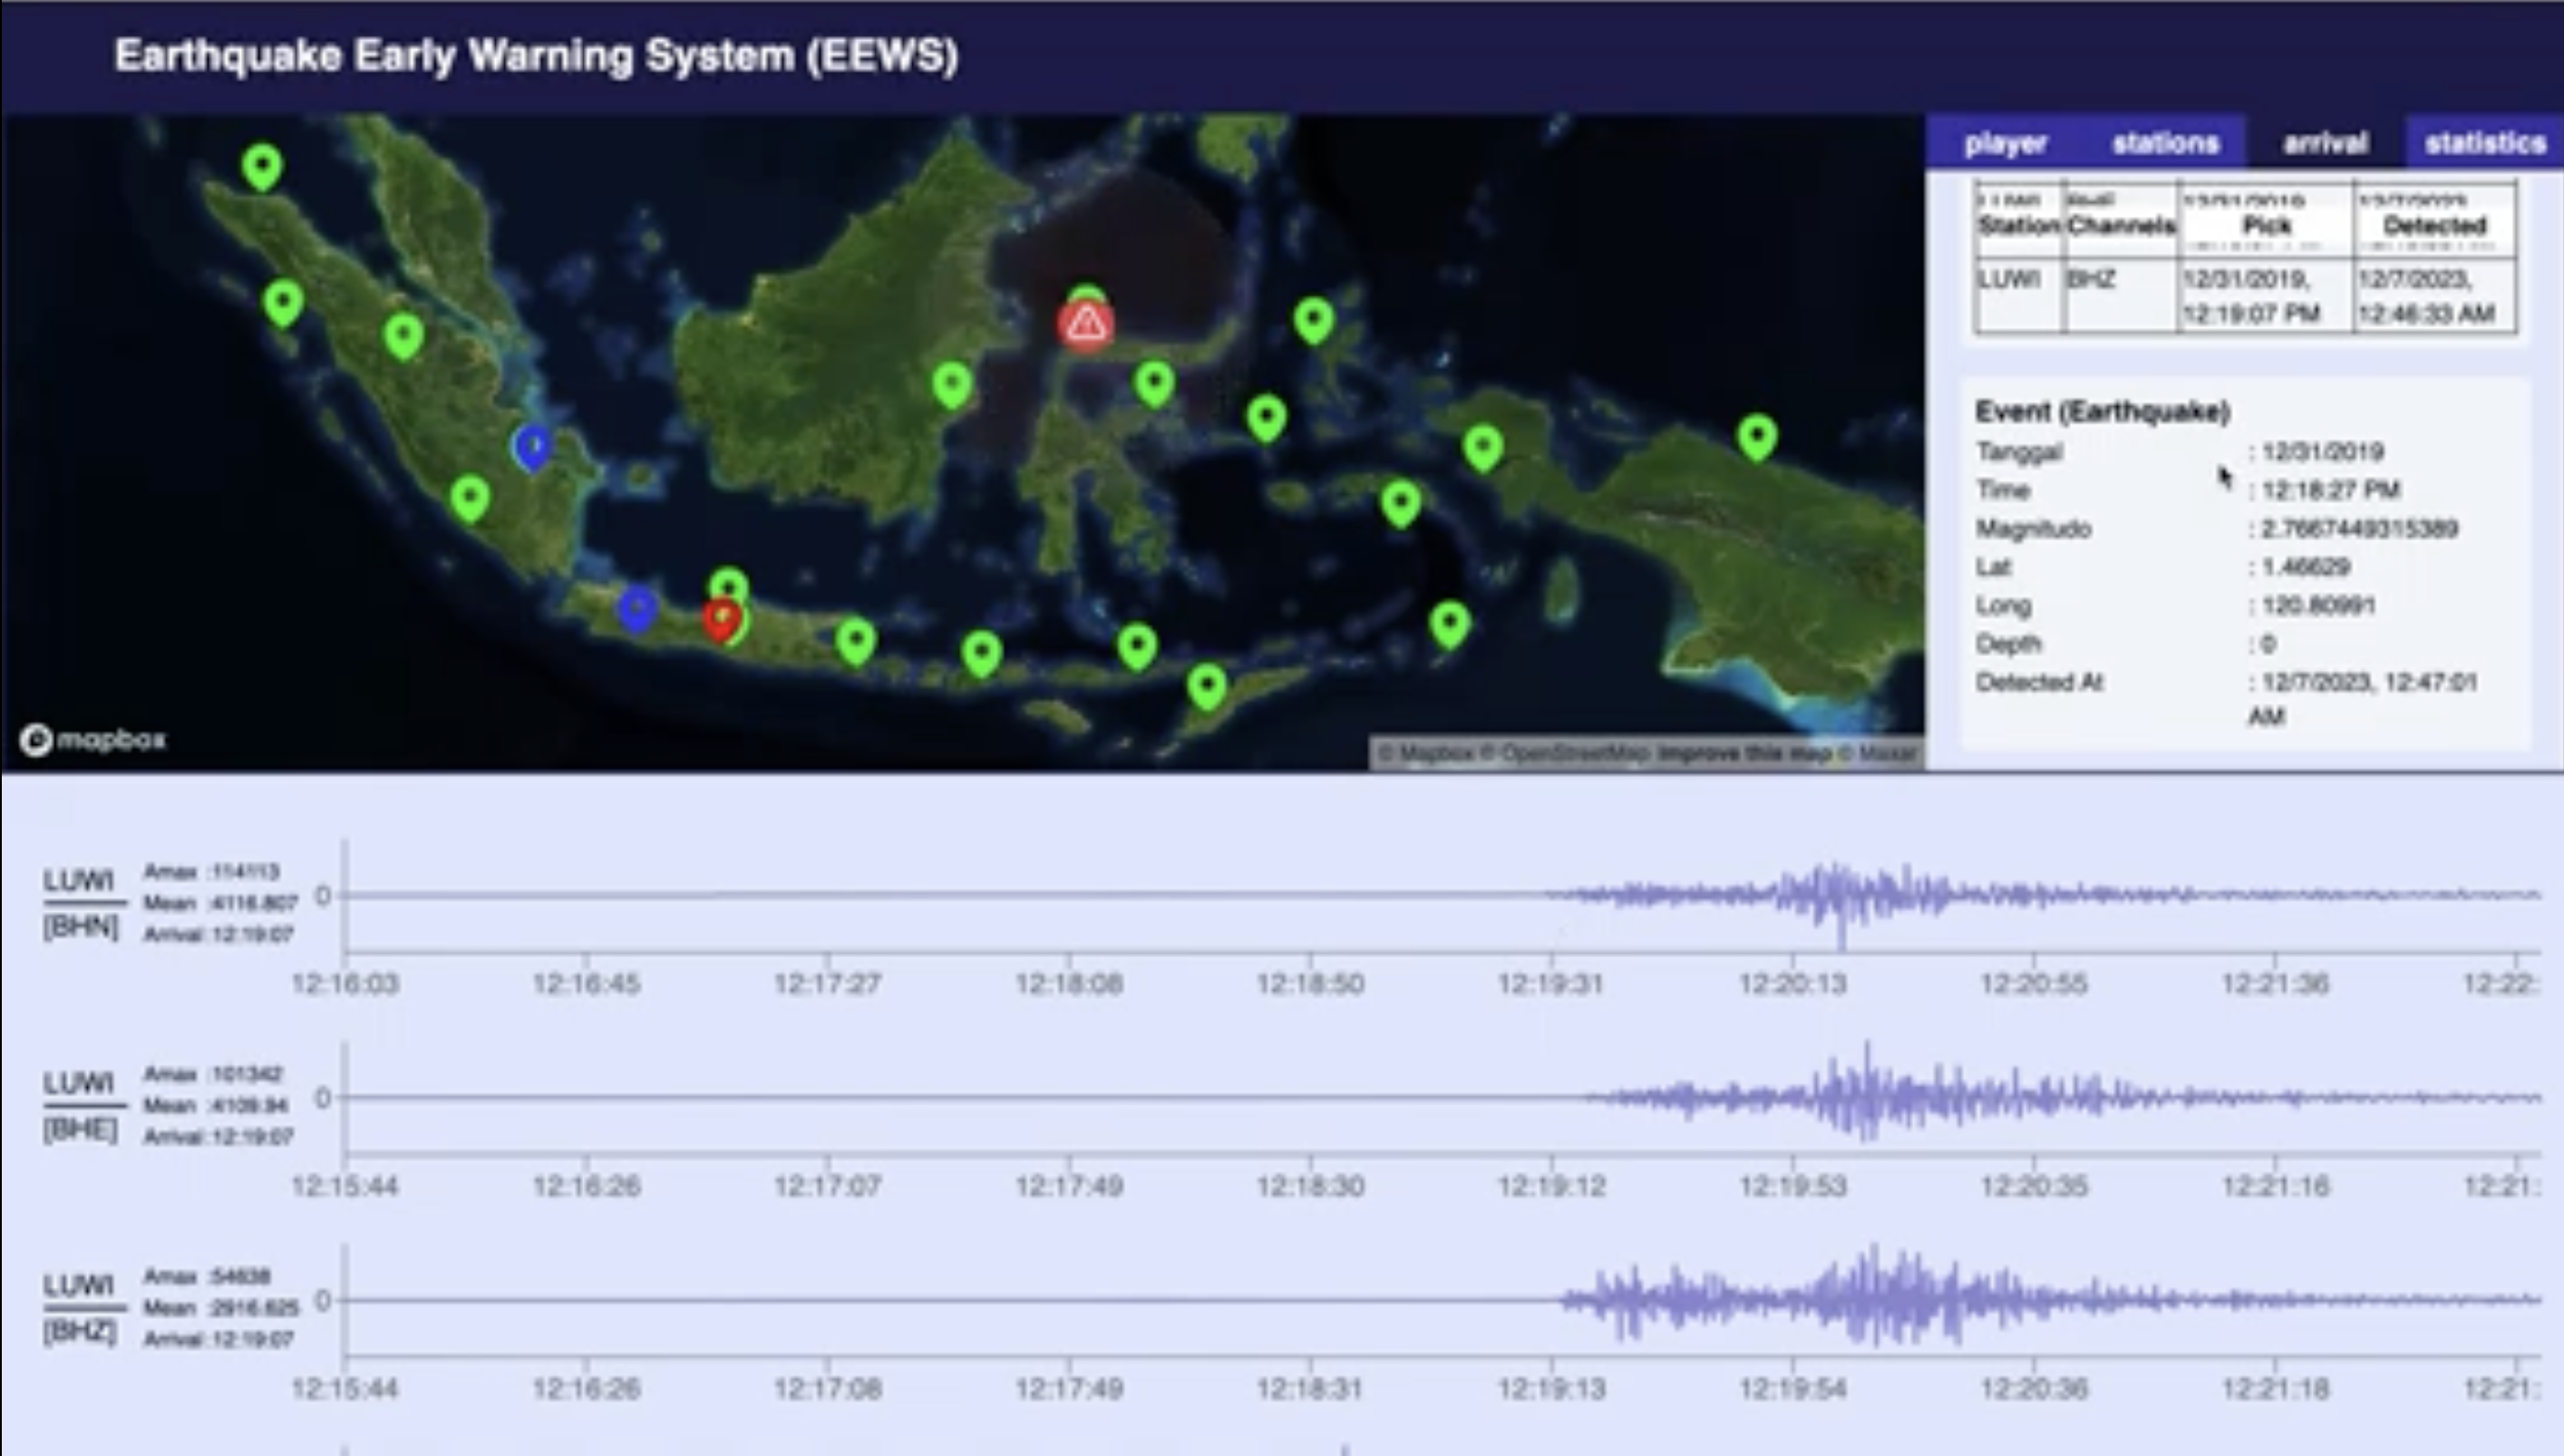 Earthquake Early Warning System (EEWS)
player stations arrival statistics
LUWI BHE 12/31/2019 12/7/2023
Station Channels Pick Detected
LUWI BHZ 12/31/2019, 12/7/2023,
12:19:07 PM 12:46:33 AM
Event (Earthquake)
Tanggal : 12/31/2019
Time : 12:18:27 PM
Magnitudo : 2.7667449315389
Lat : 1.46629
Long : 120.80991
Depth : 0
Detected At : 12/7/2023, 12:47:01
AM
mapbox
© Mapbox © OpenStreetMap Improve this map © Maxar
LUWI
[BHN]
Amax :114113
Mean :4116.807
Arrival:12:19:07
0
12:16:03 12:16:45 12:17:27 12:18:08 12:18:50 12:19:31 12:20:13 12:20:55 12:21:36 12:22:
LUWI
[BHE]
Amax :101342
Mean :4109.94
Arrival:12:19:07
0
12:15:44 12:16:26 12:17:07 12:17:49 12:18:30 12:19:12 12:19:53 12:20:35 12:21:16 12:21:
LUWI
[BHZ]
Amax :54638
Mean :2916.625
Arrival:12:19:07
0
12:15:44 12:16:26 12:17:08 12:17:49 12:18:31 12:19:13 12:19:54 12:20:36 12:21:18 12:21: